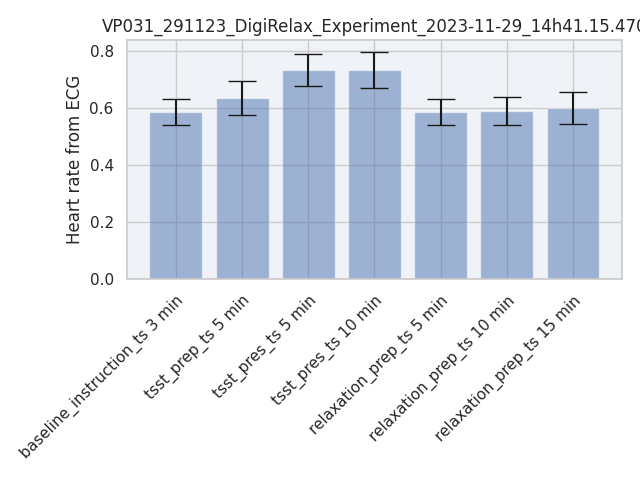 VP031_291123_DigiRelax_Experiment_2023-11-29_14h41.15.470
Heart rate from ECG
0.8
0.6
0.4
0.2
0.0
baseline_instruction_ts 3 min
tsst_prep_ts 5 min
tsst_pres_ts 5 min
tsst_pres_ts 10 min
relaxation_prep_ts 5 min
relaxation_prep_ts 10 min
relaxation_prep_ts 15 min